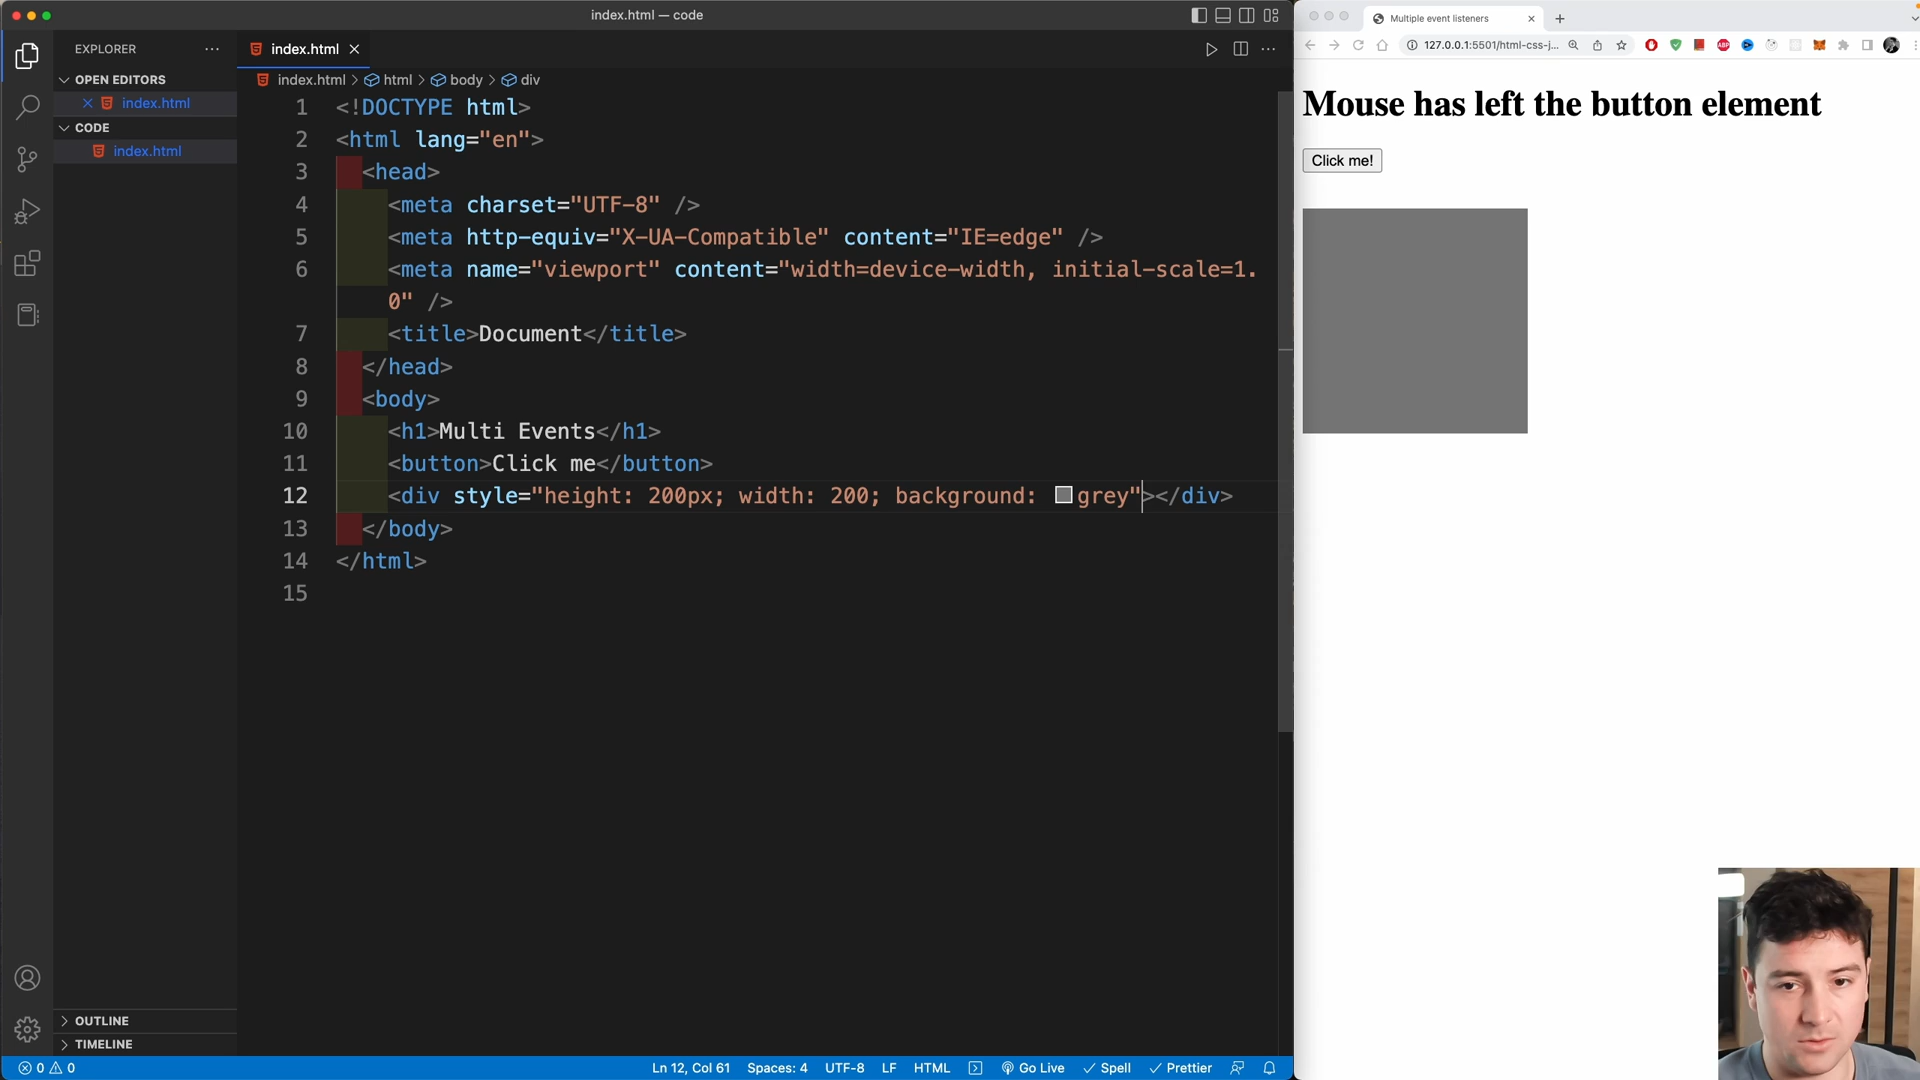 index.html — code
EXPLORER
OPEN EDITORS
index.html
CODE
index.html
OUTLINE
TIMELINE
index.html
index.html > html > body > div
1 <!DOCTYPE html>
2 <html lang="en">
3 <head>
4 <meta charset="UTF-8" />
5 <meta http-equiv="X-UA-Compatible" content="IE=edge" />
6 <meta name="viewport" content="width=device-width, initial-scale=1.
0" />
7 <title>Document</title>
8 </head>
9 <body>
10 <h1>Multi Events</h1>
11 <button>Click me</button>
12 <div style="height: 200px; width: 200; background: grey"></div>
13 </body>
14 </html>
15
0 0
Ln 12, Col 61 Spaces: 4 UTF-8 LF HTML Go Live Spell Prettier
Multiple event listeners
127.0.0.1:5501/html-css-j...
ABP
Mouse has left the button element
Click me!